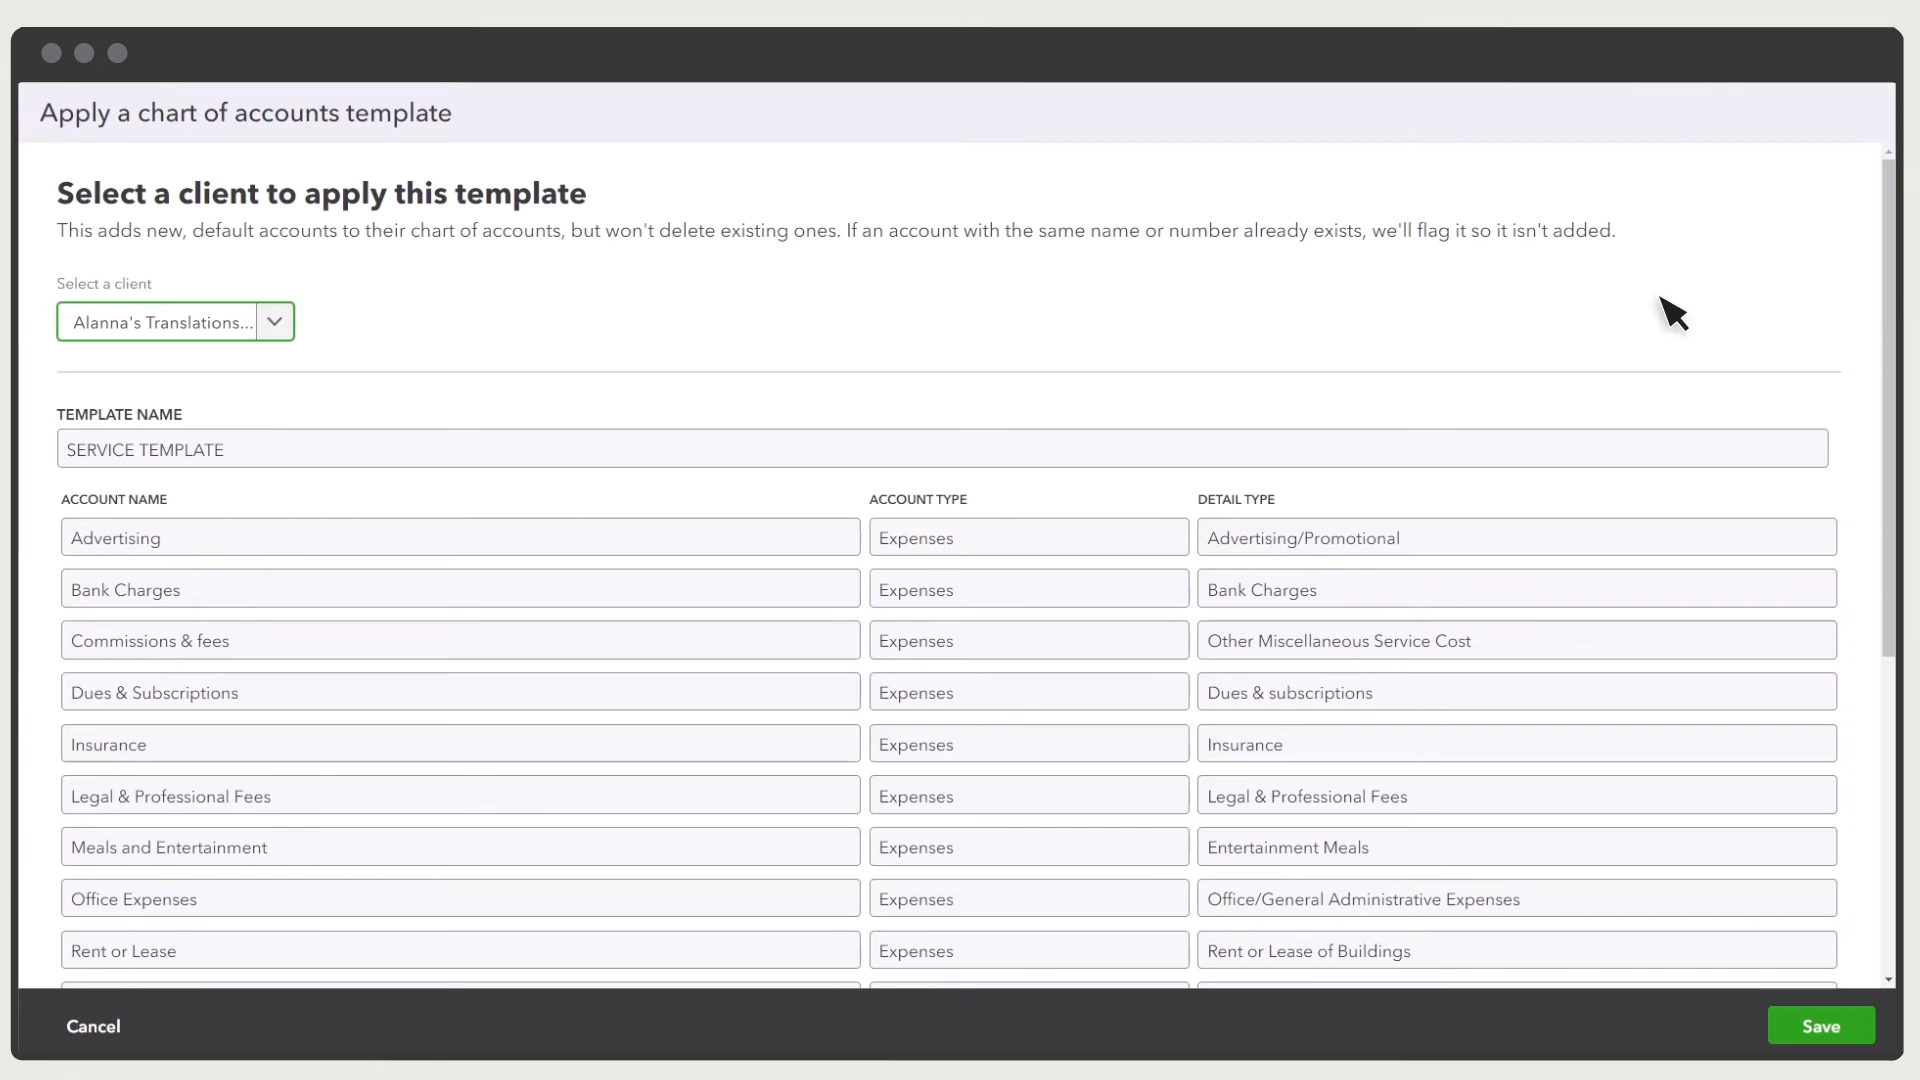 Apply a chart of accounts template
Select a client to apply this template
This adds new, default accounts to their chart of accounts, but won't delete existing ones. If an account with the same name or number already exists, we'll flag it so it isn't added.
Select a client
Alanna's Translations...
TEMPLATE NAME
SERVICE TEMPLATE
ACCOUNT NAME ACCOUNT TYPE DETAIL TYPE
Advertising Expenses Advertising/Promotional
Bank Charges Expenses Bank Charges
Commissions & fees Expenses Other Miscellaneous Service Cost
Dues & Subscriptions Expenses Dues & subscriptions
Insurance Expenses Insurance
Legal & Professional Fees Expenses Legal & Professional Fees
Meals and Entertainment Expenses Entertainment Meals
Office Expenses Expenses Office/General Administrative Expenses
Rent or Lease Expenses Rent or Lease of Buildings
Cancel Save